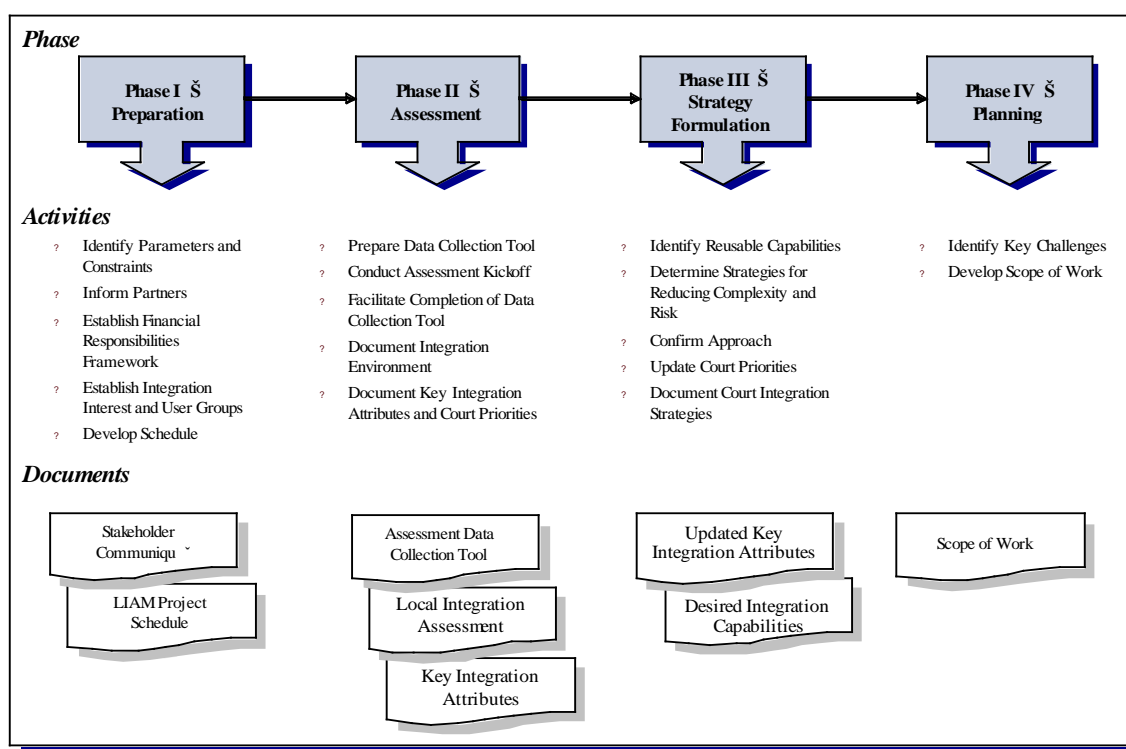 Phase
Phase I Š
Preparation
Phase II Š
Assessment
Phase III Š
Strategy
Formulation
Phase IV Š
Planning
Activities
? Identify Parameters and
Constraints
? Inform Partners
? Establish Financial
Responsibilities
Framework
? Establish Integration
Interest and User Groups
? Develop Schedule
? Prepare Data Collection Tool
? Conduct Assessment Kickoff
? Facilitate Completion of Data
Collection Tool
? Document Integration
Environment
? Document Key Integration
Attributes and Court Priorities
? Identify Reusable Capabilities
? Determine Strategies for
Reducing Complexity and
Risk
? Confirm Approach
? Update Court Priorities
? Document Court Integration
Strategies
? Identify Key Challenges
? Develop Scope of Work
Documents
Stakeholder
Communiqu ˇ
LIAM Project
Schedule
Assessment Data
Collection Tool
Local Integration
Assessment
Key Integration
Attributes
Updated Key
Integration Attributes
Desired Integration
Capabilities
Scope of Work